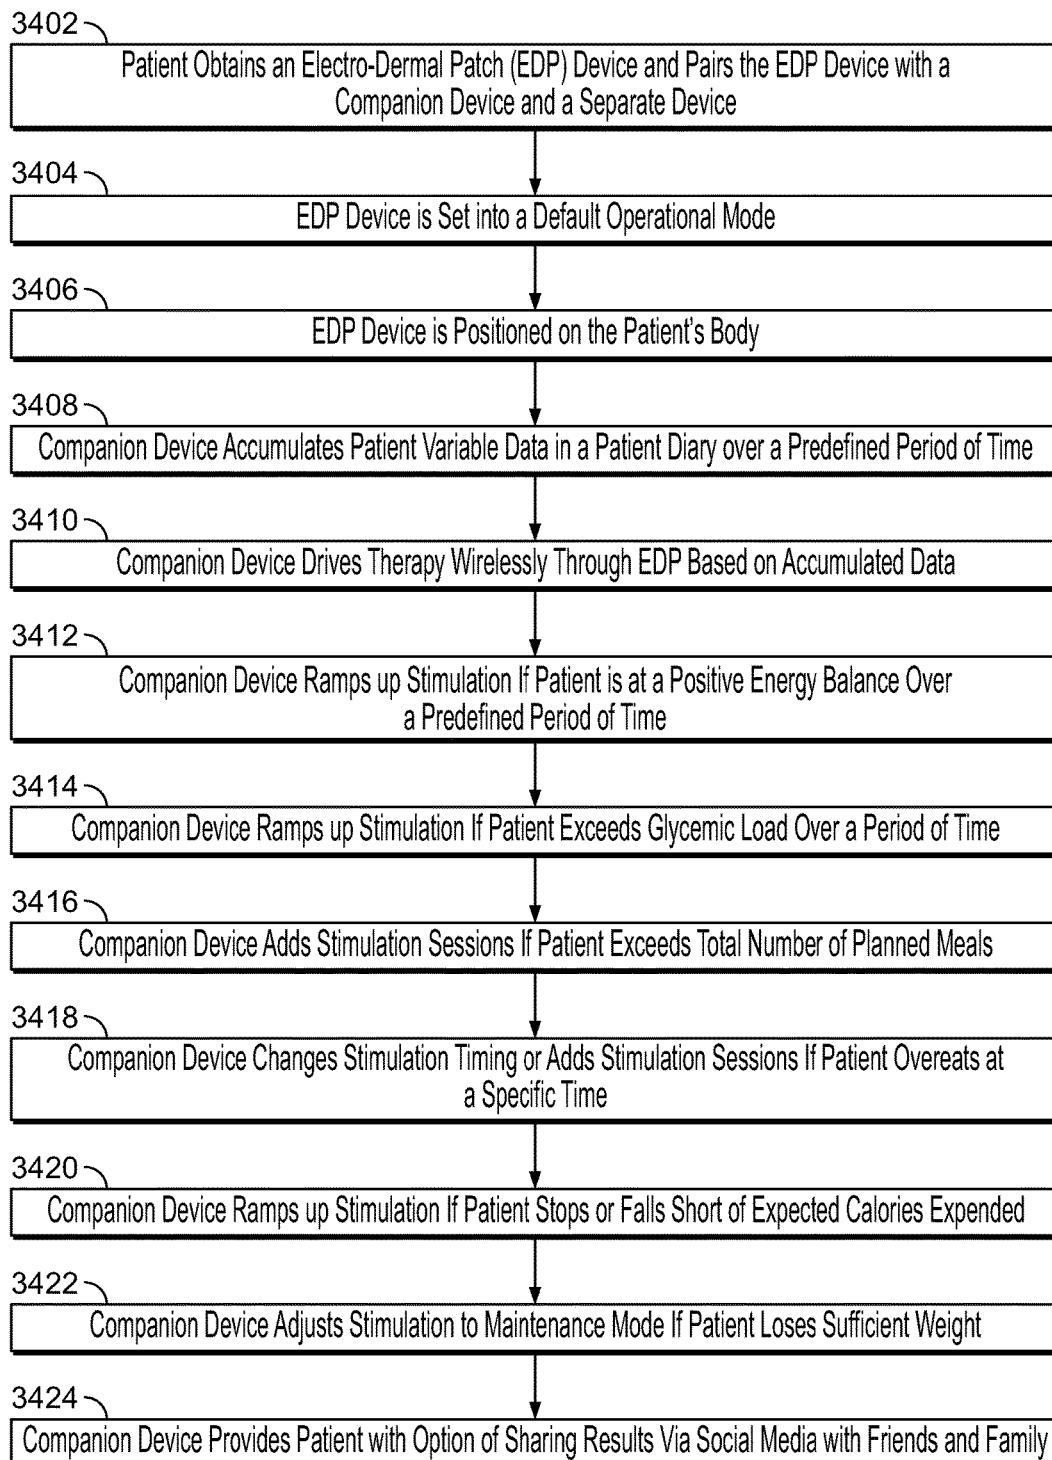 3402
Patient Obtains an Electro-Dermal Patch (EDP) Device and Pairs the EDP Device with a
Companion Device and a Separate Device
3404
EDP Device is Set into a Default Operational Mode
3406
EDP Device is Positioned on the Patient's Body
3408
Companion Device Accumulates Patient Variable Data in a Patient Diary over a Predefined Period of Time
3410
Companion Device Drives Therapy Wirelessly Through EDP Based on Accumulated Data
3412
Companion Device Ramps up Stimulation If Patient is at a Positive Energy Balance Over
a Predefined Period of Time
3414
Companion Device Ramps up Stimulation If Patient Exceeds Glycemic Load Over a Period of Time
3416
Companion Device Adds Stimulation Sessions If Patient Exceeds Total Number of Planned Meals
3418
Companion Device Changes Stimulation Timing or Adds Stimulation Sessions If Patient Overeats at
a Specific Time
3420
Companion Device Ramps up Stimulation If Patient Stops or Falls Short of Expected Calories Expended
3422
Companion Device Adjusts Stimulation to Maintenance Mode If Patient Loses Sufficient Weight
3424
Companion Device Provides Patient with Option of Sharing Results Via Social Media with Friends and Family